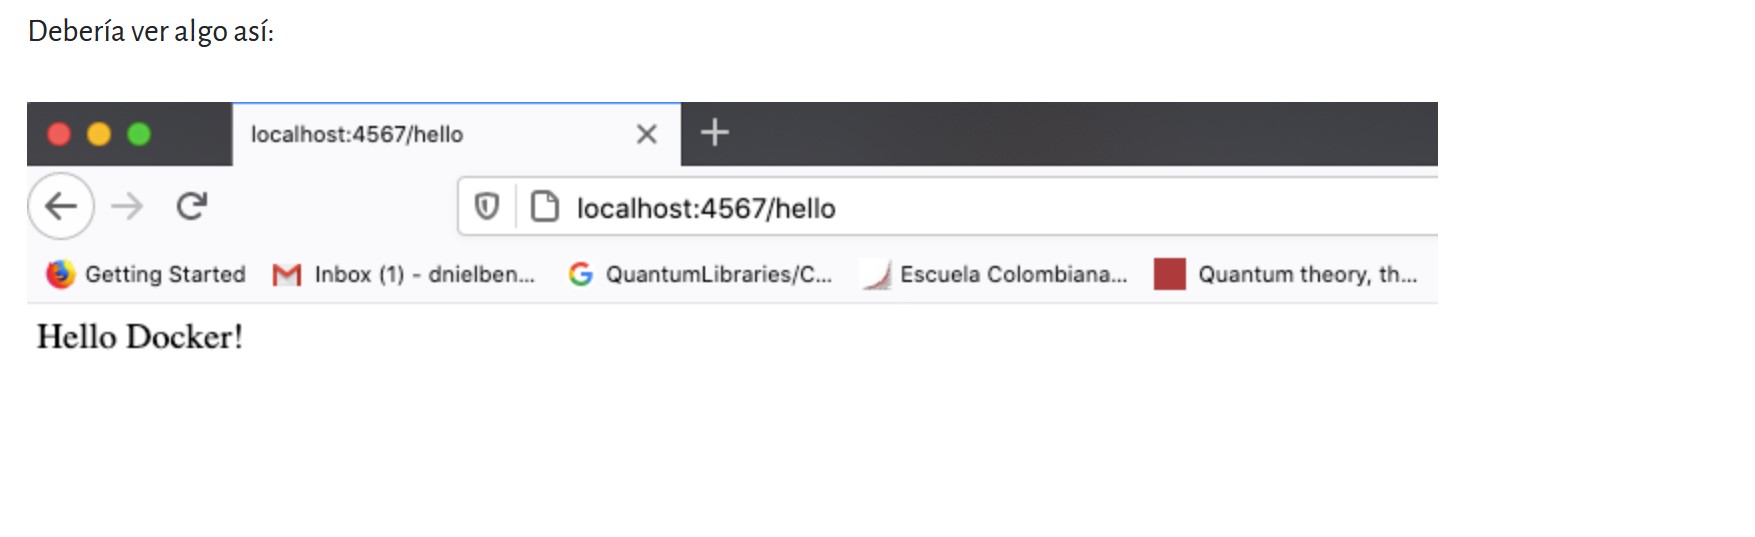 Debería ver algo así:
localhost:4567/hello
localhost:4567/hello
Getting Started Inbox (1) - dnielben... QuantumLibraries/C... Escuela Colombiana... Quantum theory, th...
Hello Docker!